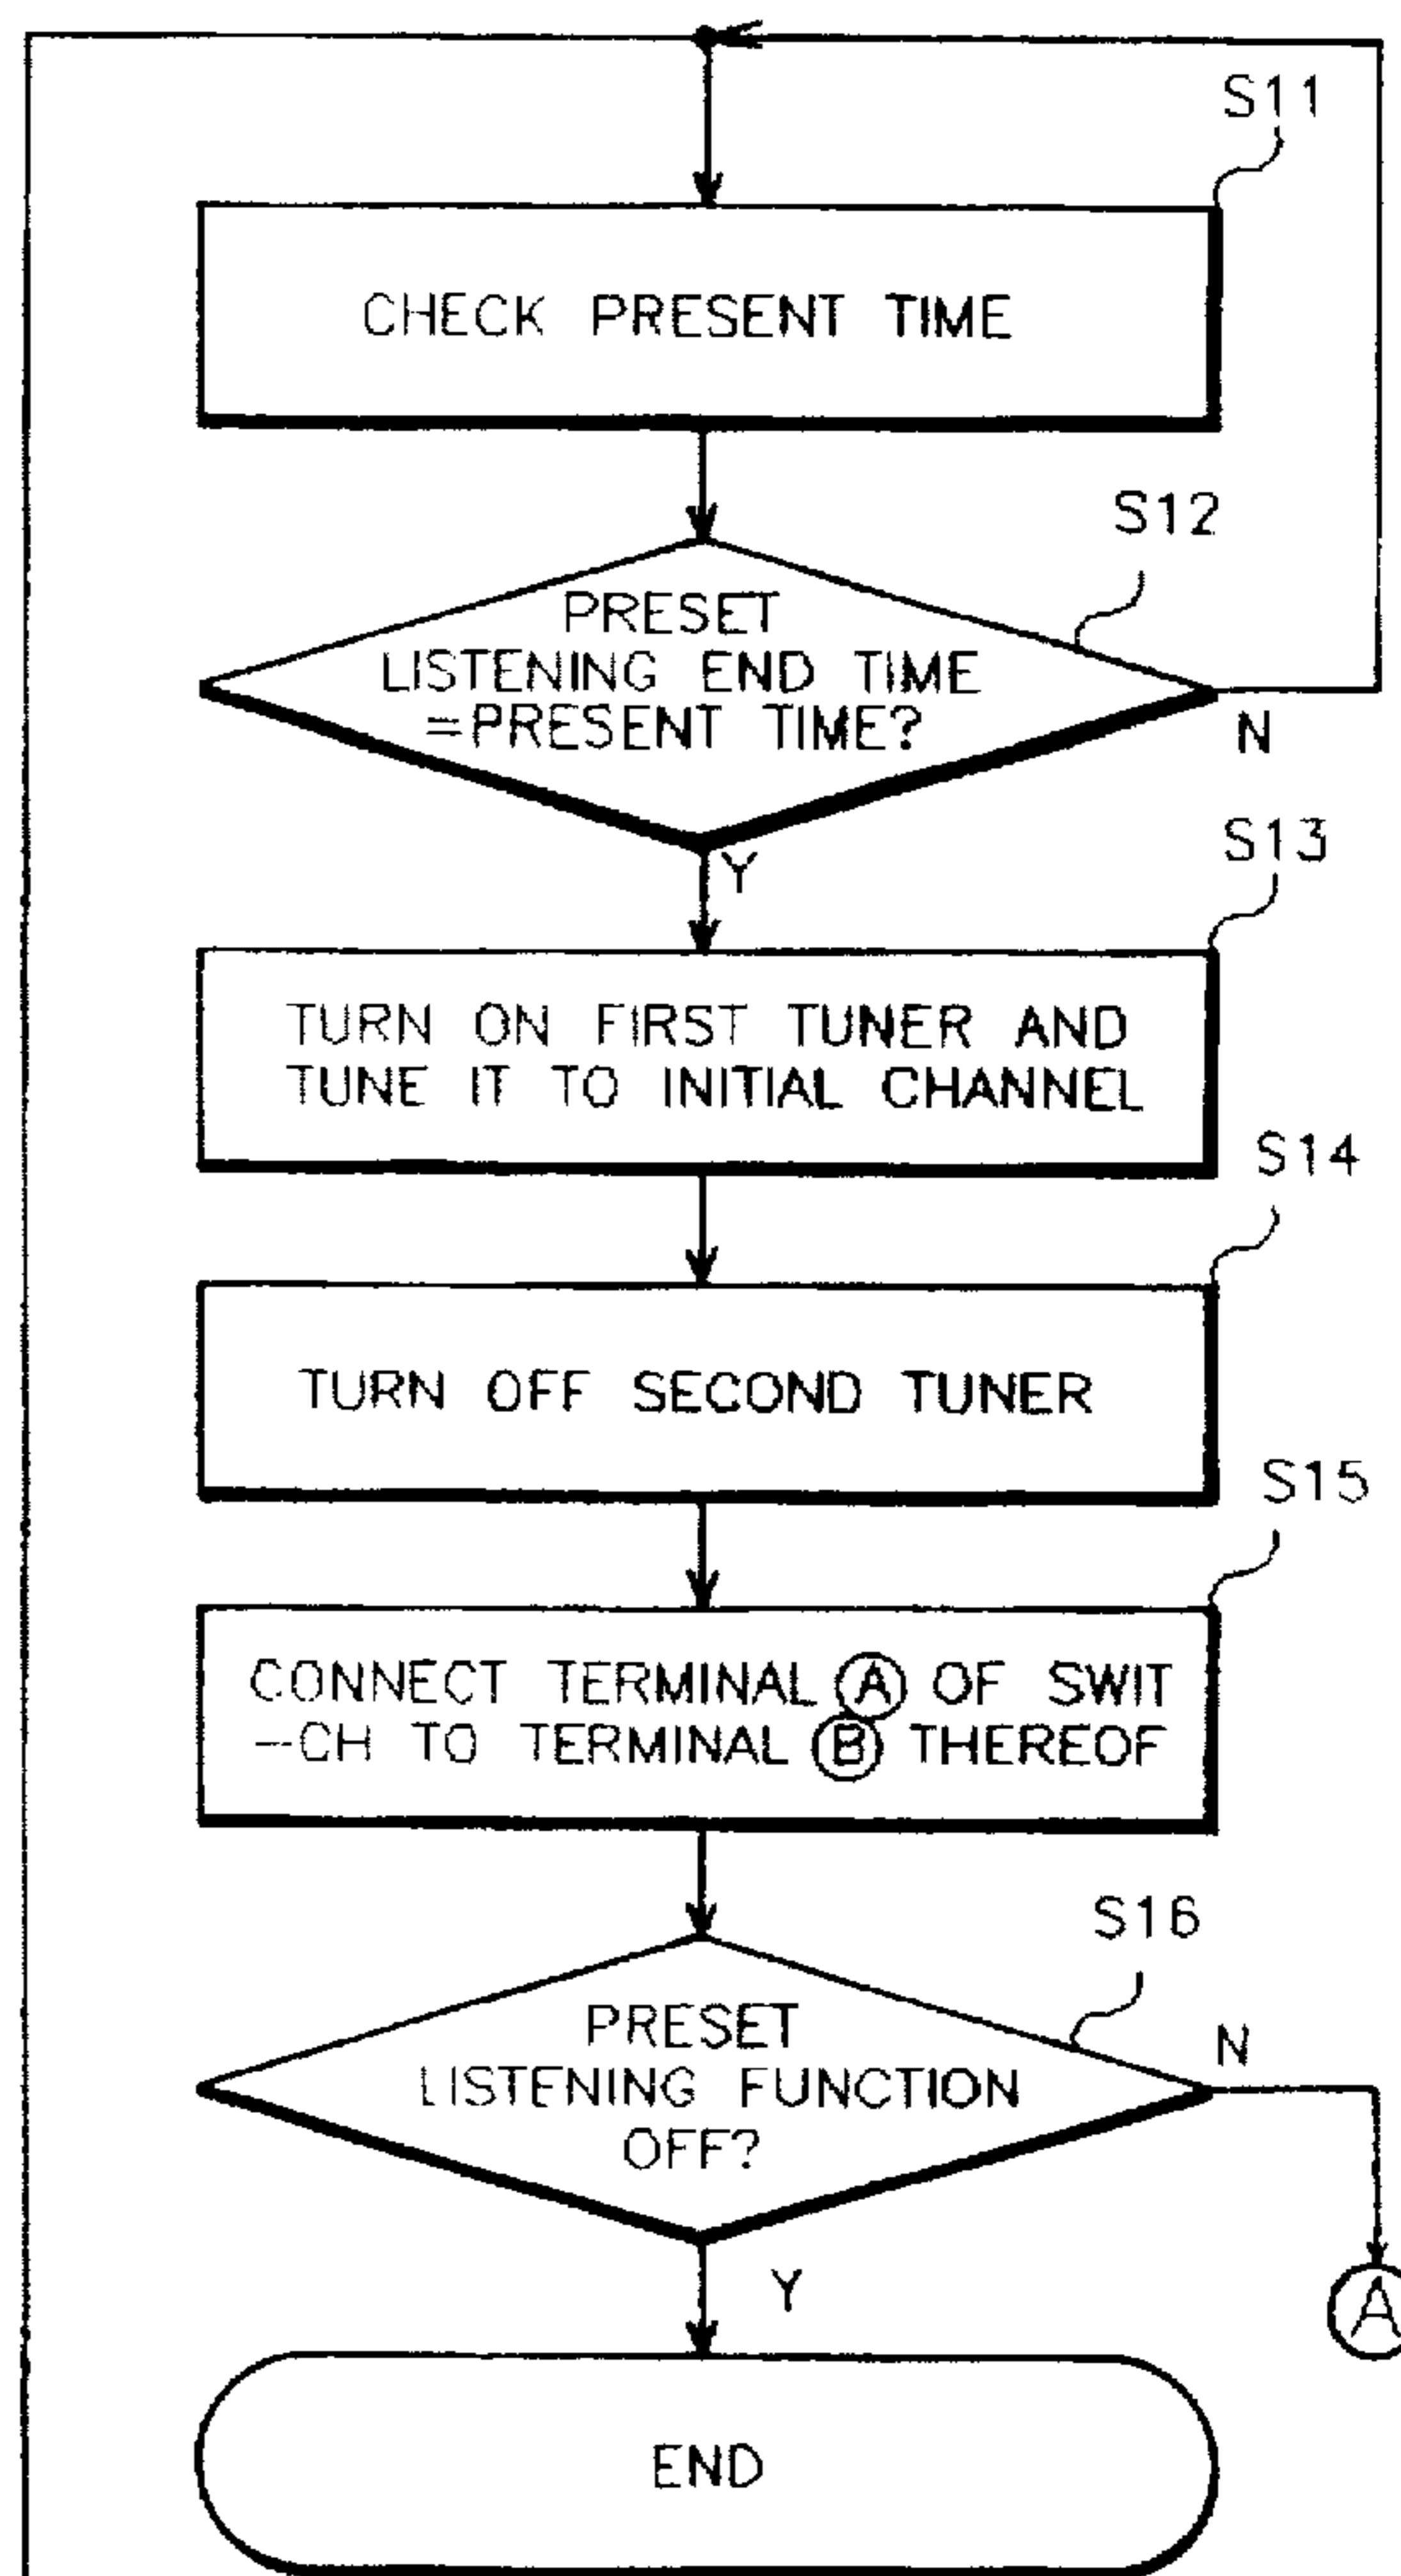 S11
CHECK PRESENT TIME
S12
PRESET
LISTENING END TIME
=PRESENT TIME?
N
Y
S13
TURN ON FIRST TUNER AND
TUNE IT TO INITIAL CHANNEL
S14
TURN OFF SECOND TUNER
S15
CONNECT TERMINAL Ⓐ OF SWIT
-CH TO TERMINAL Ⓑ THEREOF
S16
PRESET
LISTENING FUNCTION
OFF?
N
Y
Ⓐ
END